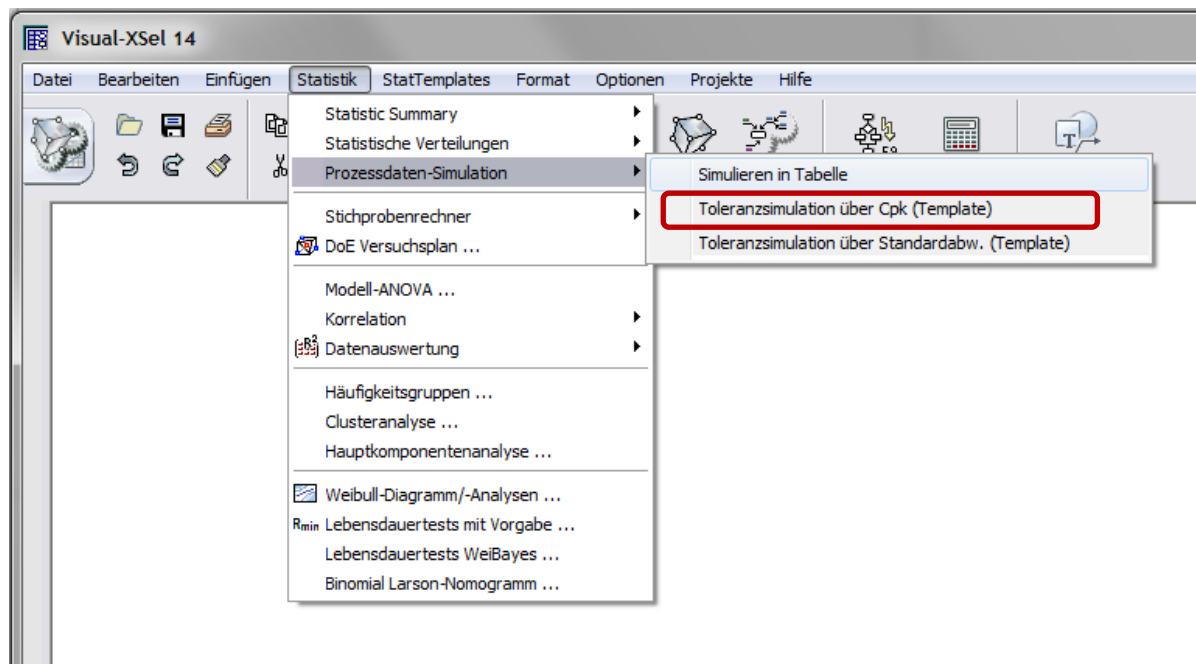 Visual-XSel 14
Datei Bearbeiten Einfügen Statistik StatTemplates Format Optionen Projekte Hilfe
Statistic Summary
Statistische Verteilungen
Prozessdaten-Simulation
Simulieren in Tabelle
Toleranzsimulation über Cpk (Template)
Toleranzsimulation über Standardabw. (Template)
Stichprobenrechner
DoE Versuchsplan ...
Modell-ANOVA ...
Korrelation
R² Datenauswertung
Häufigkeitsgruppen ...
Clusteranalyse ...
Hauptkomponentenanalyse ...
Weibull-Diagramm/-Analysen ...
Rmin Lebensdauertests mit Vorgabe ...
Lebensdauertests WeiBayes ...
Binomial Larson-Nomogramm ...
T